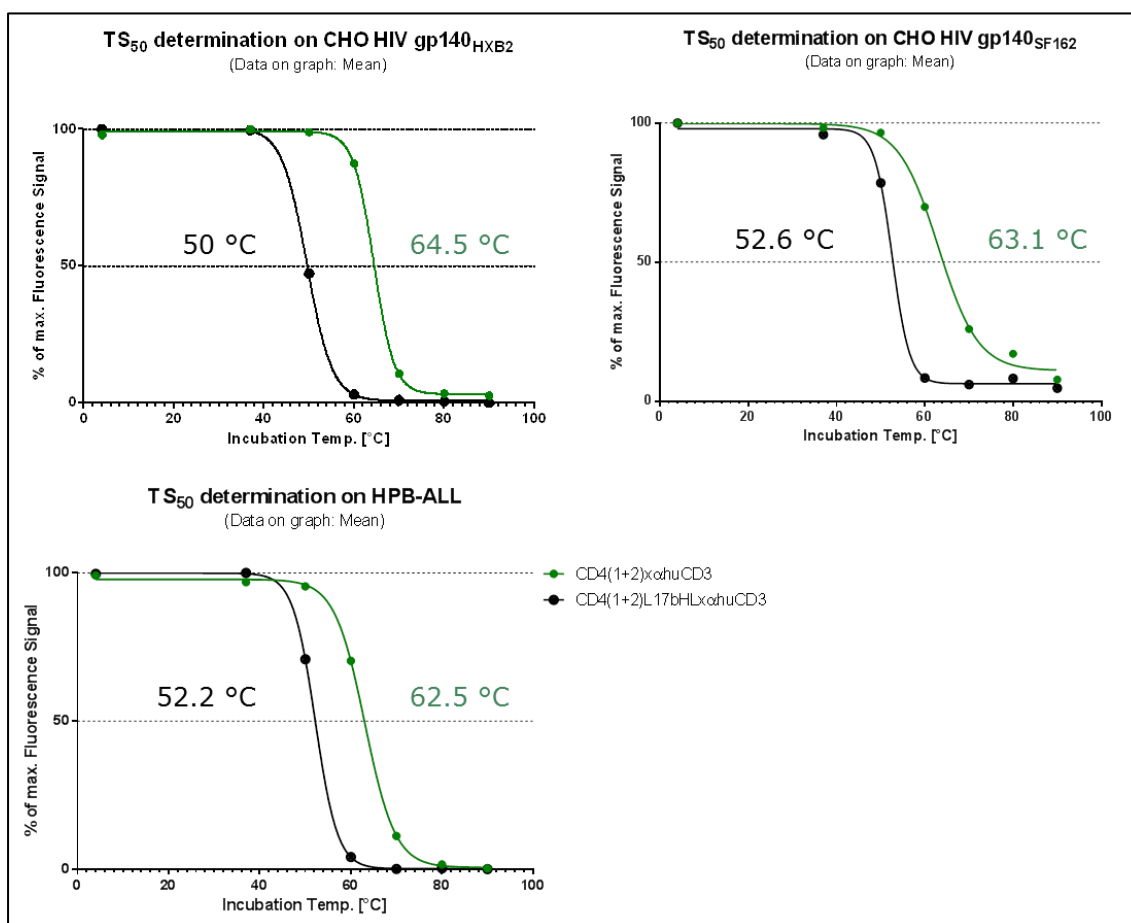 TS50 determination on CHO HIV gp140HXB2
(Data on graph: Mean)
% of max. Fluorescence Signal
100
50
0
50 °C
64.5 °C
0 20 40 60 80 100
Incubation Temp. [°C]
TS50 determination on CHO HIV gp140SF162
(Data on graph: Mean)
% of max. Fluorescence Signal
100
50
0
52.6 °C
63.1 °C
0 20 40 60 80 100
Incubation Temp. [°C]
TS50 determination on HPB-ALL
(Data on graph: Mean)
% of max. Fluorescence Signal
100
50
0
52.2 °C
62.5 °C
0 20 40 60 80 100
Incubation Temp. [°C]
CD4(1+2)xαhuCD3
CD4(1+2)L17bHLxαhuCD3